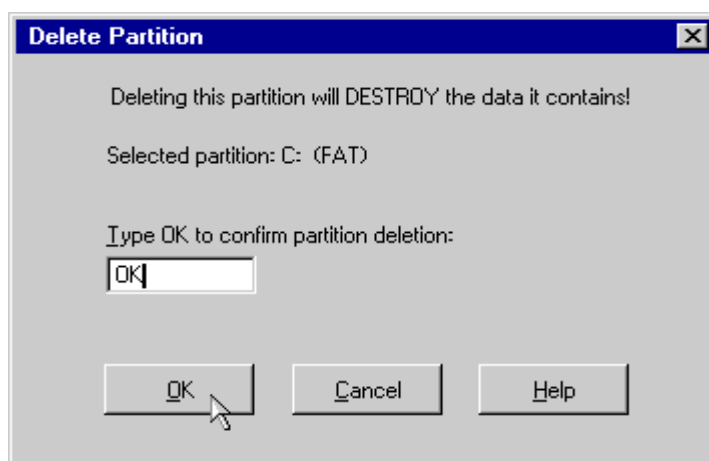 Delete Partition
Deleting this partition will DESTROY the data it contains!
Selected partition: C: (FAT)
Type OK to confirm partition deletion:
OK
OK Cancel Help